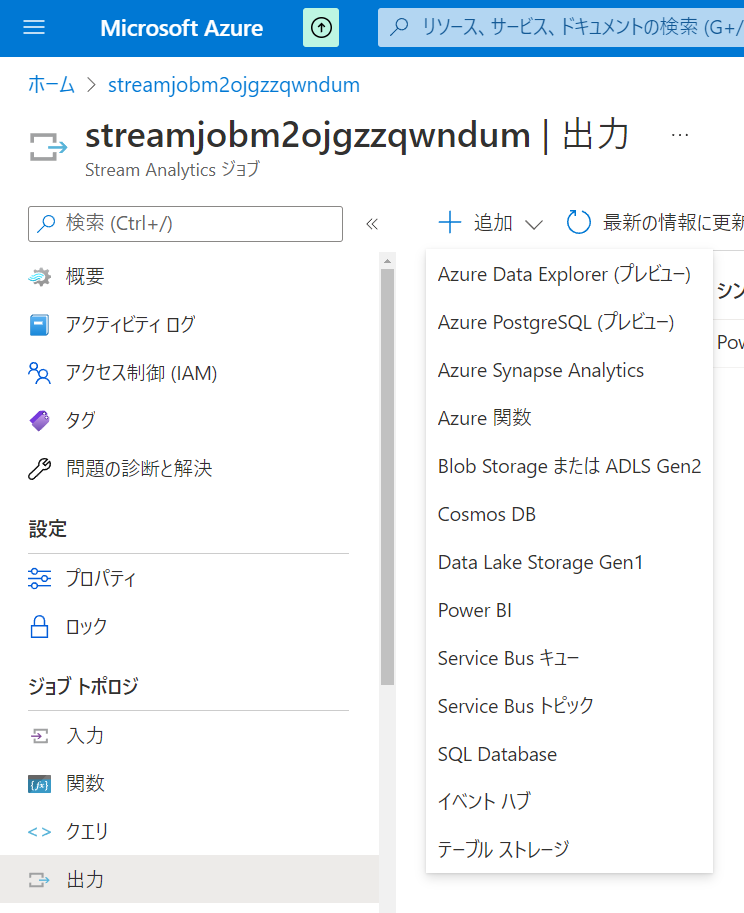 Microsoft Azure
リソース、サービス、ドキュメントの検索 (G+/
ホーム > streamjobm2ojgzzqwndum
streamjobm2ojgzzqwndum | 出力 ...
Stream Analytics ジョブ
検索 (Ctrl+/)
概要
アクティビティ ログ
アクセス制御 (IAM)
タグ
問題の診断と解決
設定
プロパティ
ロック
ジョブ トポロジ
入力
関数
クエリ
出力
追加
最新の情報に更新
Azure Data Explorer (プレビュー)
Azure PostgreSQL (プレビュー)
Azure Synapse Analytics
Azure 関数
Blob Storage または ADLS Gen2
Cosmos DB
Data Lake Storage Gen1
Power BI
Service Bus キュー
Service Bus トピック
SQL Database
イベント ハブ
テーブル ストレージ
シン
Pow